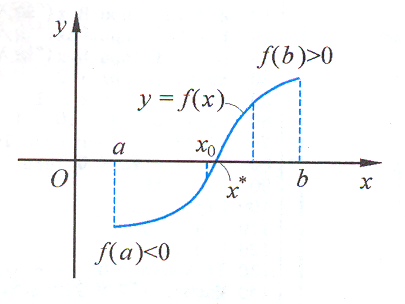 y
f(b)>0
y = f(x)
a
x₀
O
x*
b
x
f(a)<0